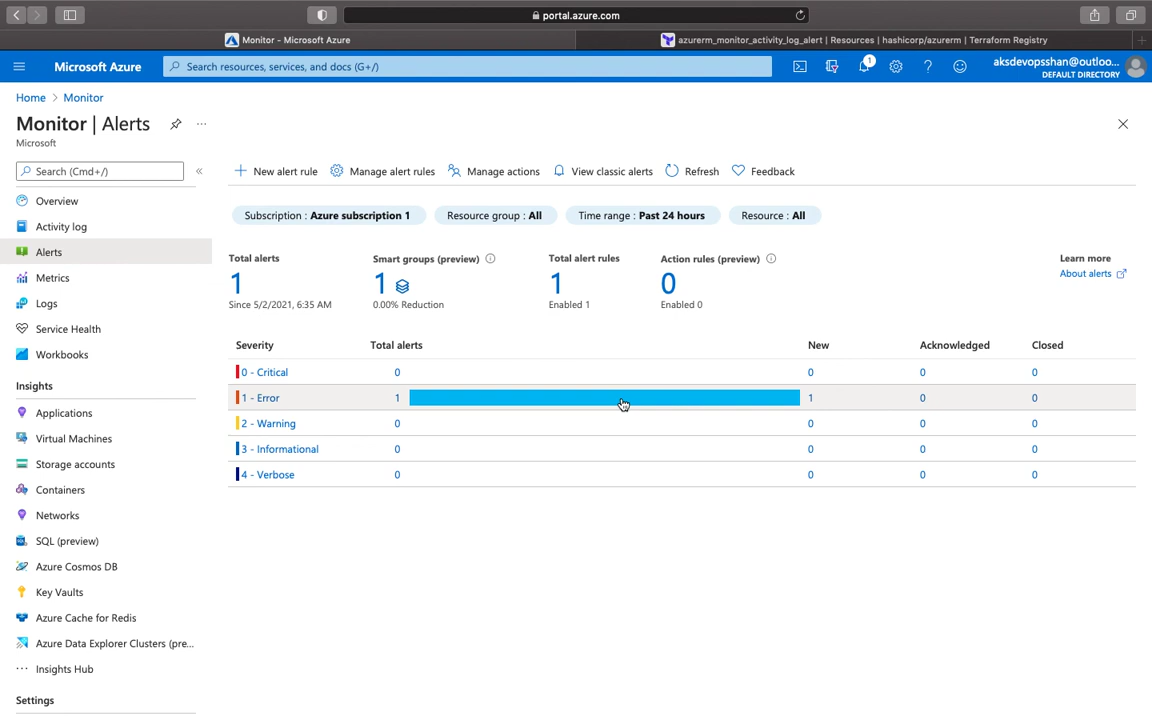 portal.azure.com
Monitor - Microsoft Azure
azurerm_monitor_activity_log_alert | Resources | hashicorp/azurerm | Terraform Registry
Microsoft Azure
Search resources, services, and docs (G+/)
1
aksdevopsshan@outloo...
DEFAULT DIRECTORY
Home > Monitor
Monitor | Alerts
Microsoft
Search (Cmd+/)
«
Overview
Activity log
Alerts
Metrics
Logs
Service Health
Workbooks
Insights
Applications
Virtual Machines
Storage accounts
Containers
Networks
SQL (preview)
Azure Cosmos DB
Key Vaults
Azure Cache for Redis
Azure Data Explorer Clusters (pre...
Insights Hub
Settings
New alert rule Manage alert rules Manage actions View classic alerts Refresh Feedback
Subscription : Azure subscription 1 Resource group : All Time range : Past 24 hours Resource : All
Total alerts Smart groups (preview) Total alert rules Action rules (preview) Learn more
1 1 1 0 About alerts
Since 5/2/2021, 6:35 AM 0.00% Reduction Enabled 1 Enabled 0
Severity Total alerts New Acknowledged Closed
0 - Critical 0 0 0 0
1 - Error 1 1 0 0
2 - Warning 0 0 0 0
3 - Informational 0 0 0 0
4 - Verbose 0 0 0 0